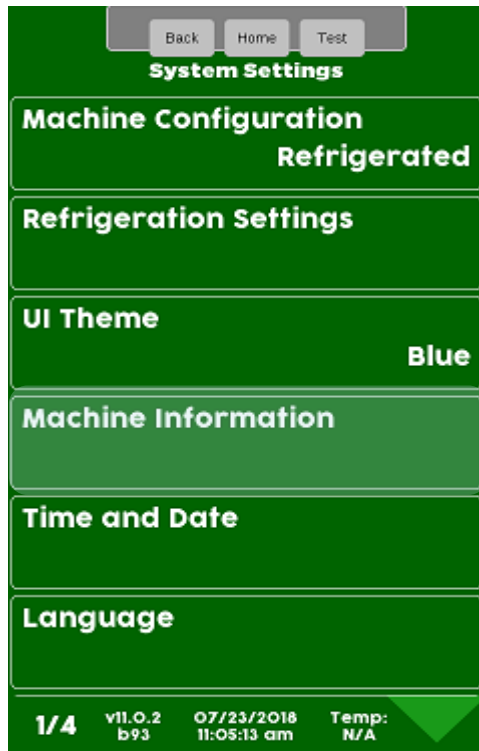 Back Home Test
System Settings
Machine Configuration
Refrigerated
Refrigeration Settings
UI Theme
Blue
Machine Information
Time and Date
Language
1/4 v11.0.2 07/23/2018 Temp:
b93 11:05:13 am N/A